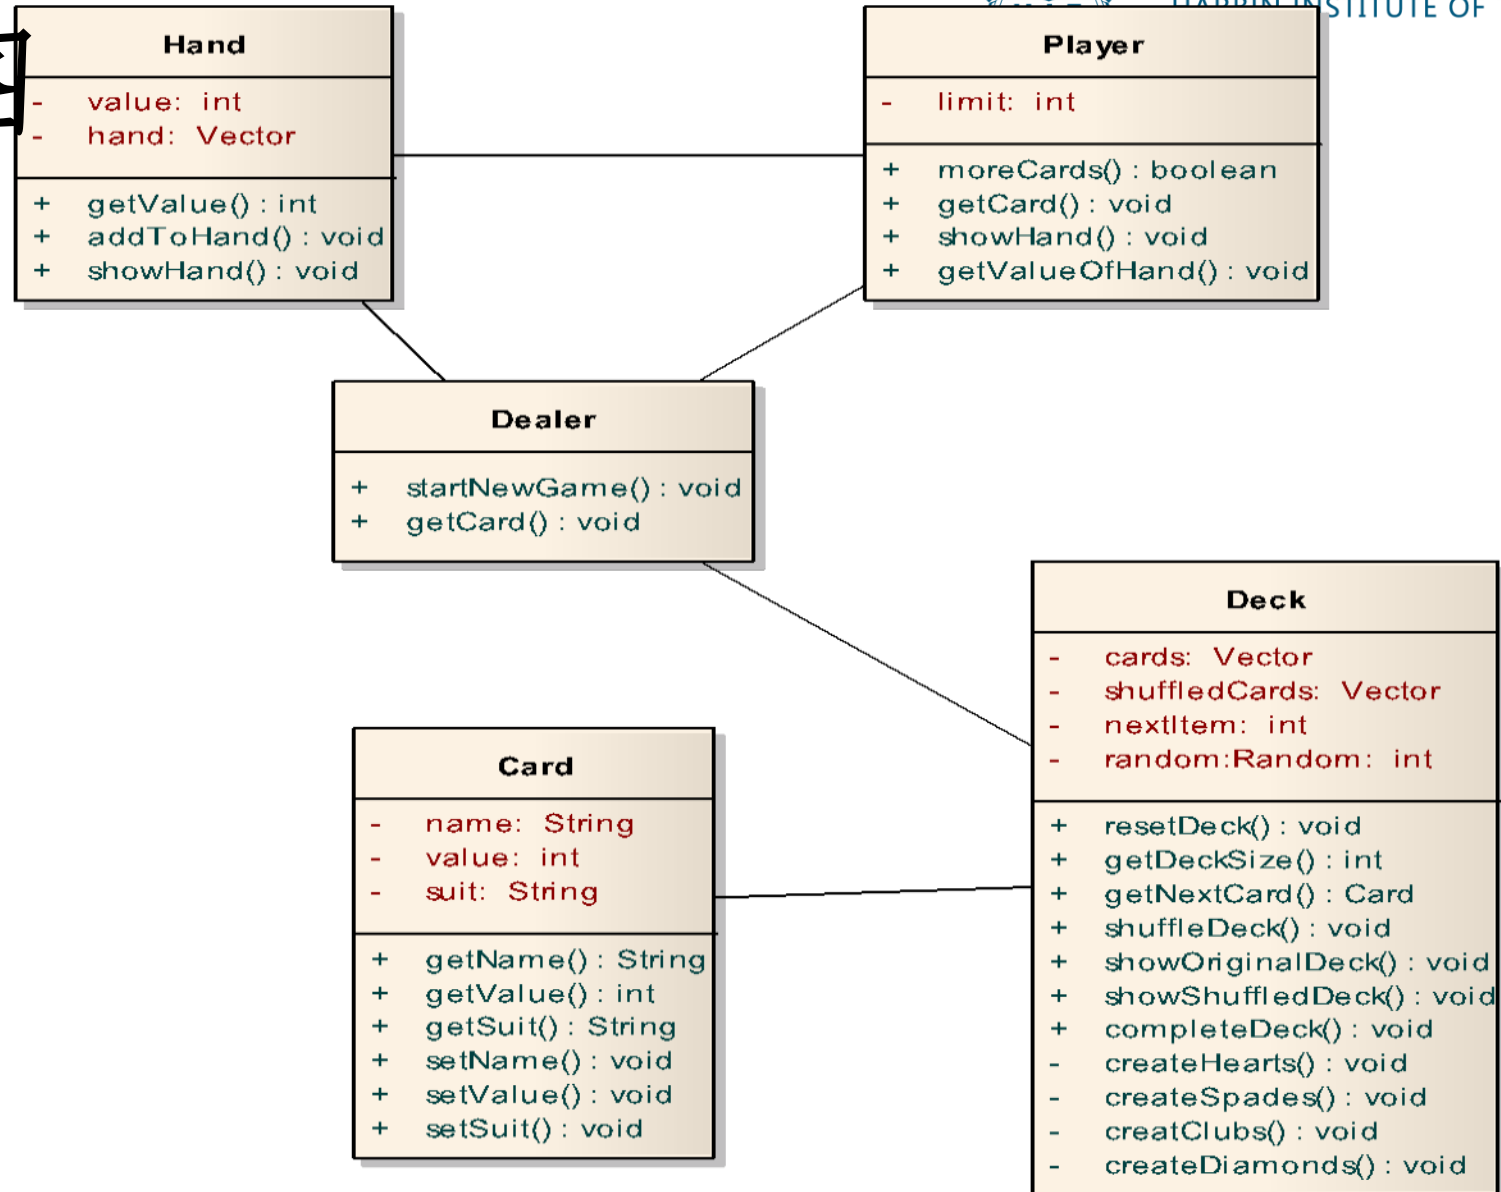 INSTITUTE OF
Hand
- value: int
- hand: Vector
+ getValue() : int
+ addToHand() : void
+ showHand() : void
Player
- limit: int
+ moreCards() : boolean
+ getCard() : void
+ showHand() : void
+ getValueOfHand() : void
Dealer
+ startNewGame() : void
+ getCard() : void
Deck
- cards: Vector
- shuffledCards: Vector
- nextItem: int
- random:Random: int
+ resetDeck() : void
+ getDeckSize() : int
+ getNextCard() : Card
+ shuffleDeck() : void
+ showOriginalDeck() : void
+ showShuffledDeck() : void
+ completeDeck() : void
- createHearts() : void
- createSpades() : void
- creatClubs() : void
- createDiamonds() : void
Card
- name: String
- value: int
- suit: String
+ getName() : String
+ getValue() : int
+ getSuit() : String
+ setName() : void
+ setValue() : void
+ setSuit() : void